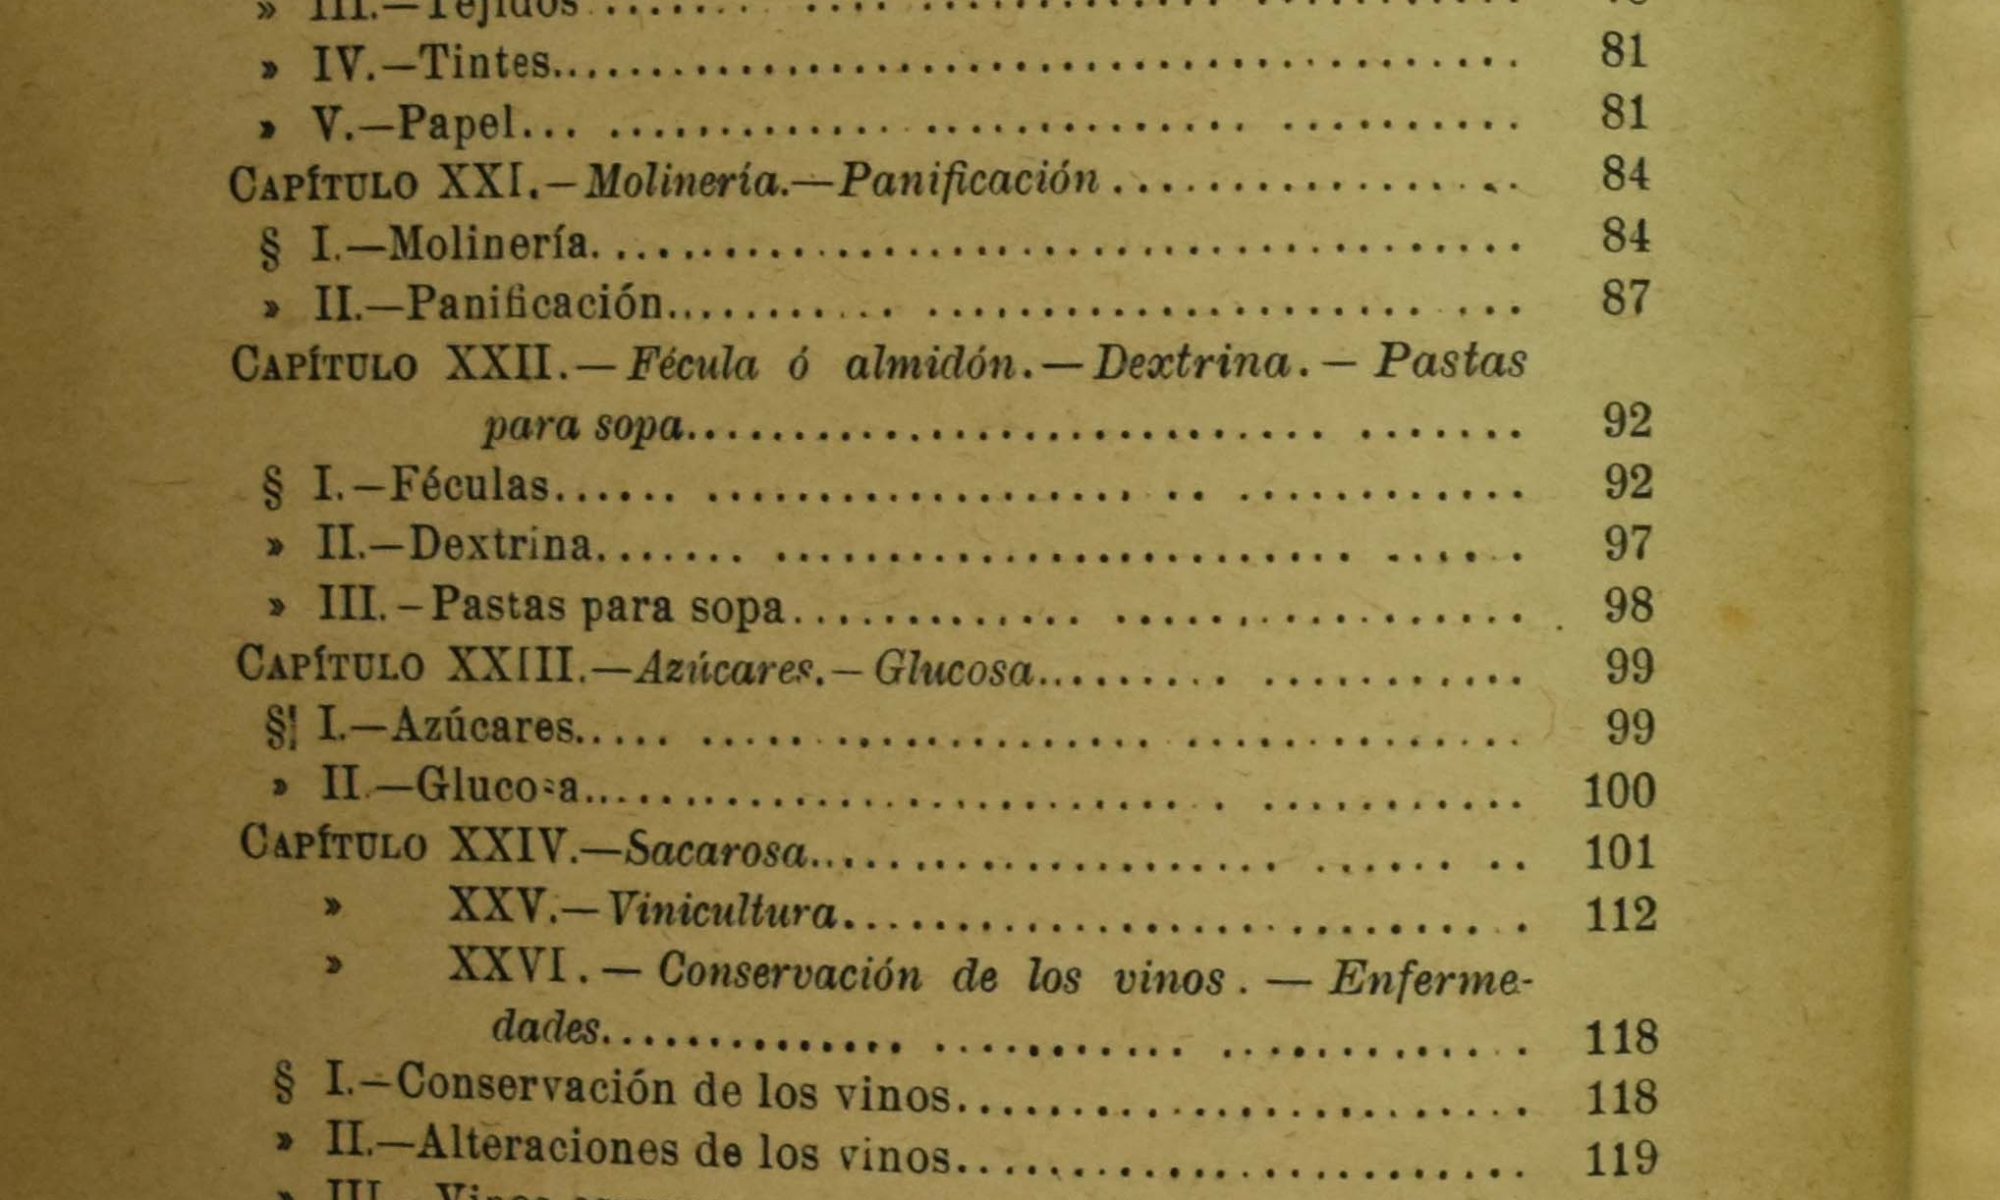 » III.—Tejidos
» IV.—Tintes........ 81
» V.—Papel........ 81
CAPÍTULO XXI.—Molinería.—Panificación........ 84
§ I.—Molinería........ 84
» II.—Panificación........ 87
CAPÍTULO XXII.—Fécula ó almidón.—Dextrina.—Pastas
para sopa........ 92
§ I.—Féculas........ 92
» II.—Dextrina........ 97
» III.—Pastas para sopa........ 98
CAPÍTULO XXIII.—Azúcares.—Glucosa........ 99
§ I.—Azúcares........ 99
» II.—Glucosa........ 100
CAPÍTULO XXIV.—Sacarosa........ 101
» XXV.—Vinicultura........ 112
» XXVI.—Conservación de los vinos.—Enferme-
dades........ 118
§ I.—Conservación de los vinos........ 118
» II.—Alteraciones de los vinos........ 119
» III.—Vinos